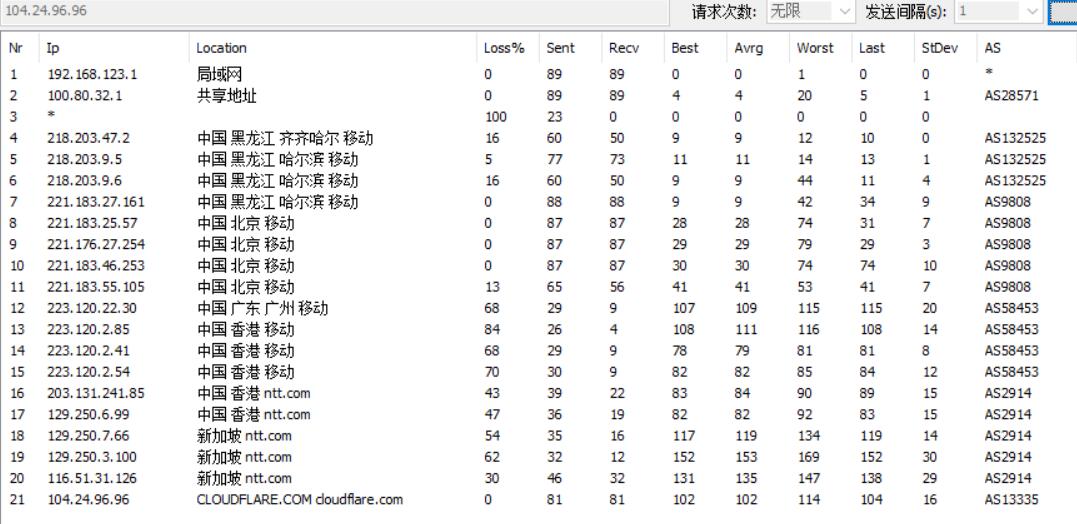 104.24.96.96 请求次数: 无限 发送间隔(s): 1
Nr Ip Location Loss% Sent Recv Best Avrg Worst Last StDev AS
1 192.168.123.1 局域网 0 89 89 0 0 1 0 0 *
2 100.80.32.1 共享地址 0 89 89 4 4 20 5 1 AS28571
3 * 100 23 0 0 0 0 0 0
4 218.203.47.2 中国 黑龙江 齐齐哈尔 移动 16 60 50 9 9 12 10 0 AS132525
5 218.203.9.5 中国 黑龙江 哈尔滨 移动 5 77 73 11 11 14 13 1 AS132525
6 218.203.9.6 中国 黑龙江 哈尔滨 移动 16 60 50 9 9 44 11 4 AS132525
7 221.183.27.161 中国 黑龙江 哈尔滨 移动 0 88 88 9 9 42 34 9 AS9808
8 221.183.25.57 中国 北京 移动 0 87 87 28 28 74 31 7 AS9808
9 221.176.27.254 中国 北京 移动 0 87 87 29 29 79 29 3 AS9808
10 221.183.46.253 中国 北京 移动 0 87 87 30 30 74 74 10 AS9808
11 221.183.55.105 中国 北京 移动 13 65 56 41 41 53 41 7 AS9808
12 223.120.22.30 中国 广东 广州 移动 68 29 9 107 109 115 115 20 AS58453
13 223.120.2.85 中国 香港 移动 84 26 4 108 111 116 108 14 AS58453
14 223.120.2.41 中国 香港 移动 68 29 9 78 79 81 81 8 AS58453
15 223.120.2.54 中国 香港 移动 70 30 9 82 82 85 84 12 AS58453
16 203.131.241.85 中国 香港 ntt.com 43 39 22 83 84 90 89 15 AS2914
17 129.250.6.99 中国 香港 ntt.com 47 36 19 82 82 92 83 15 AS2914
18 129.250.7.66 新加坡 ntt.com 54 35 16 117 119 134 119 14 AS2914
19 129.250.3.100 新加坡 ntt.com 62 32 12 152 153 169 152 30 AS2914
20 116.51.31.126 新加坡 ntt.com 30 46 32 131 135 147 138 29 AS2914
21 104.24.96.96 CLOUDFLARE.COM cloudflare.com 0 81 81 102 102 114 104 16 AS13335